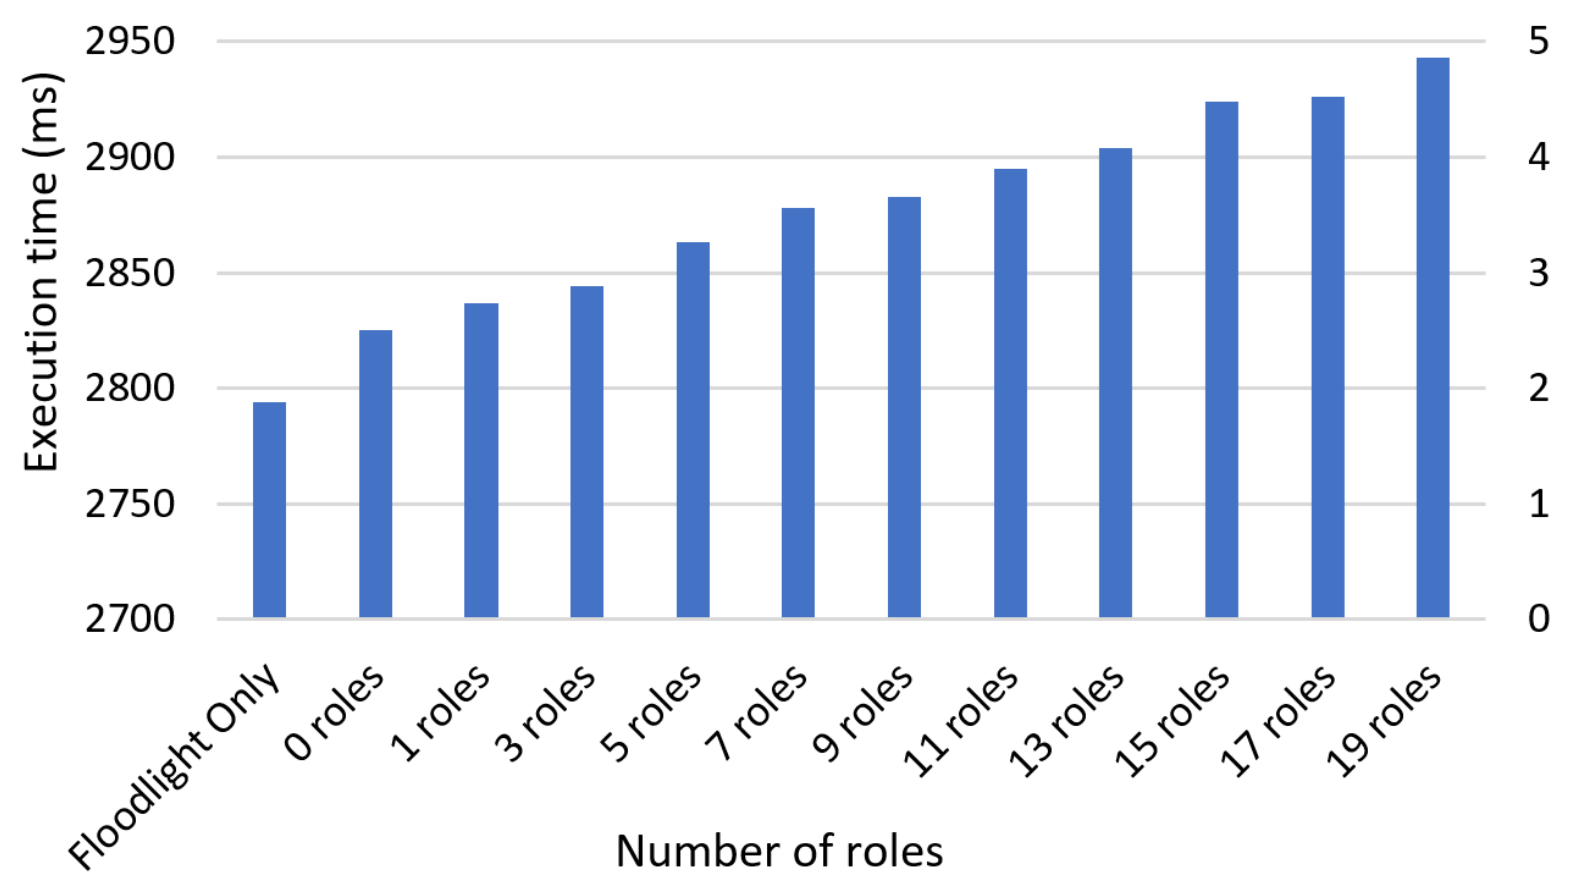 2950
2900
2850
2800
2750
2700
Execution time (ms)
5
4
3
2
1
0
Floodlight Only
0 roles
1 roles
3 roles
5 roles
7 roles
9 roles
11 roles
13 roles
15 roles
17 roles
19 roles
Number of roles